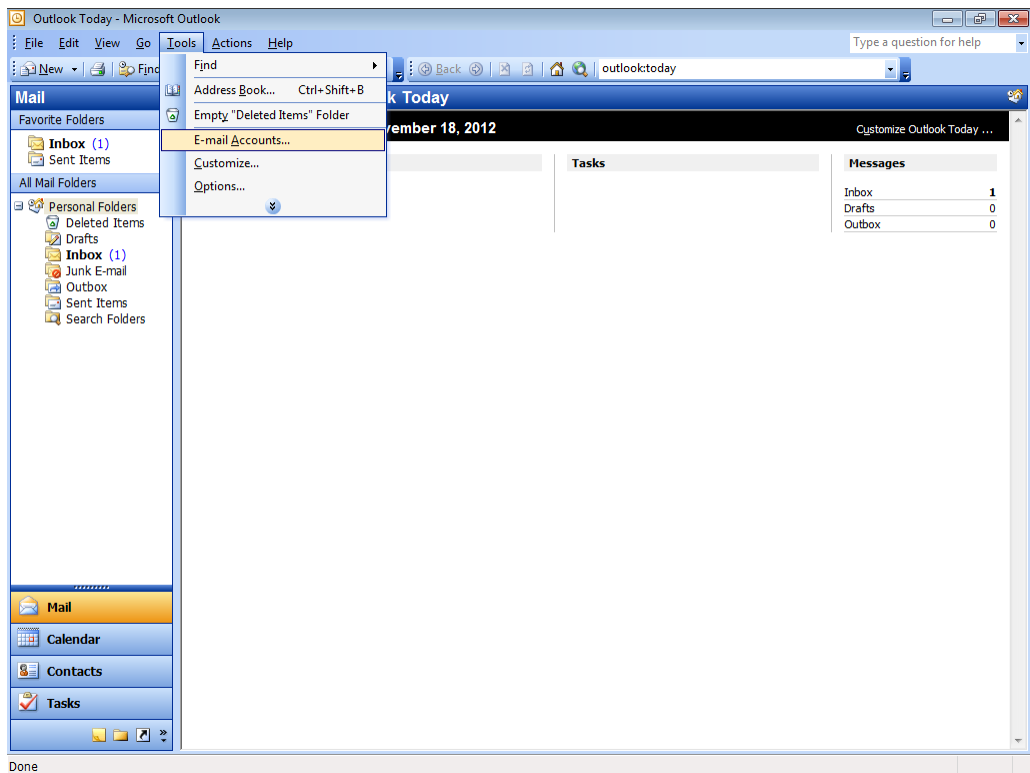 Outlook Today - Microsoft Outlook
File Edit View Go Tools Actions Help
Type a question for help
New Find
Back
outlook:today
Find
Address Book... Ctrl+Shift+B
Empty "Deleted Items" Folder
E-mail Accounts...
Customize...
Options...
Mail
Favorite Folders
Inbox (1)
Sent Items
All Mail Folders
Personal Folders
Deleted Items
Drafts
Inbox (1)
Junk E-mail
Outbox
Sent Items
Search Folders
k Today
vember 18, 2012
Customize Outlook Today ...
Tasks
Messages
Inbox 1
Drafts 0
Outbox 0
Mail
Calendar
Contacts
Tasks
Done